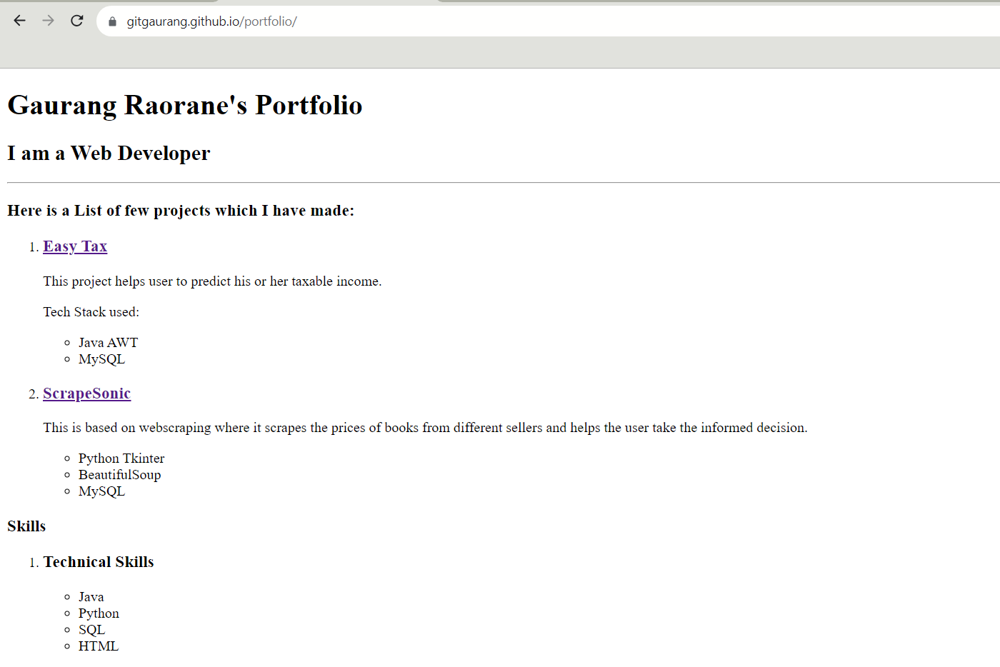 gitgaurang.github.io/portfolio/
Gaurang Raorane's Portfolio
I am a Web Developer
Here is a List of few projects which I have made:
1. Easy Tax
This project helps user to predict his or her taxable income.
Tech Stack used:
Java AWT
MySQL
2. ScrapeSonic
This is based on webscraping where it scrapes the prices of books from different sellers and helps the user take the informed decision.
Python Tkinter
BeautifulSoup
MySQL
Skills
1. Technical Skills
Java
Python
SQL
HTML